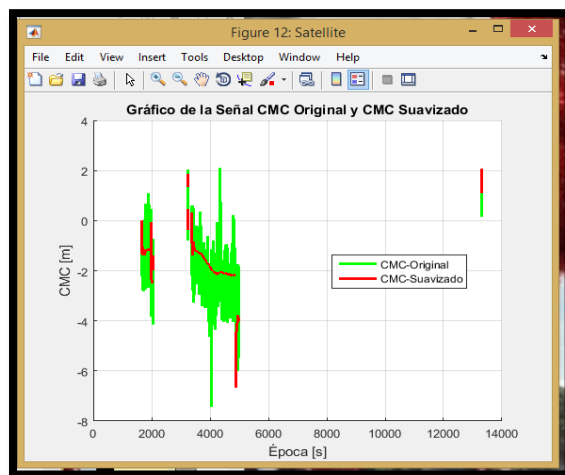 Figure 12: Satellite
File Edit View Insert Tools Desktop Window Help
Gráfico de la Señal CMC Original y CMC Suavizado
4
2
0
-2
-4
-6
-8
CMC [m]
CMC-Original
CMC-Suavizado
0 2000 4000 6000 8000 10000 12000 14000
Época [s]